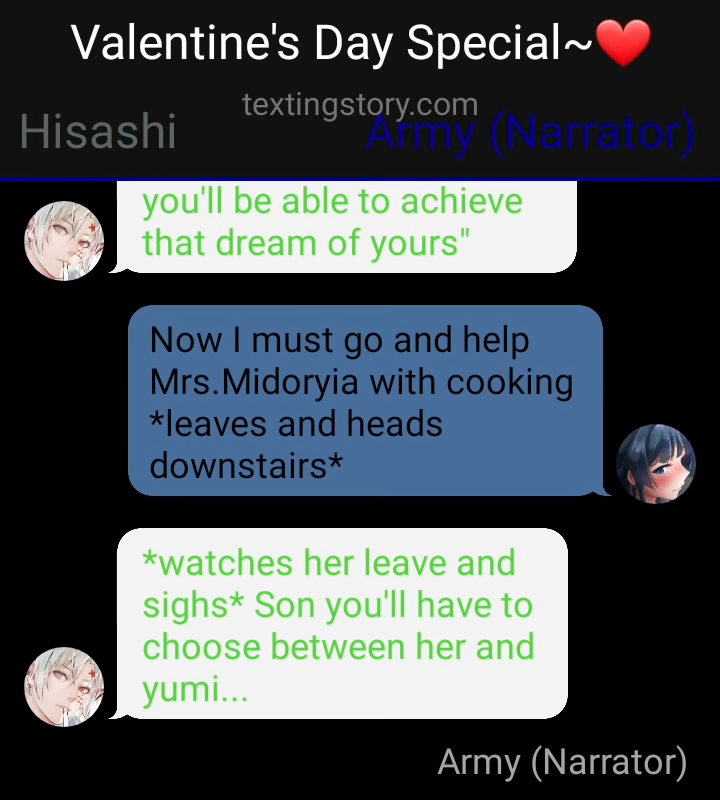 Valentine's Day Special~❤️
textingstory.com
Hisashi
Army (Narrator)
you'll be able to achieve
that dream of yours"
Now I must go and help
Mrs.Midoryia with cooking
*leaves and heads
downstairs*
*watches her leave and
sighs* Son you'll have to
choose between her and
yumi...
Army (Narrator)